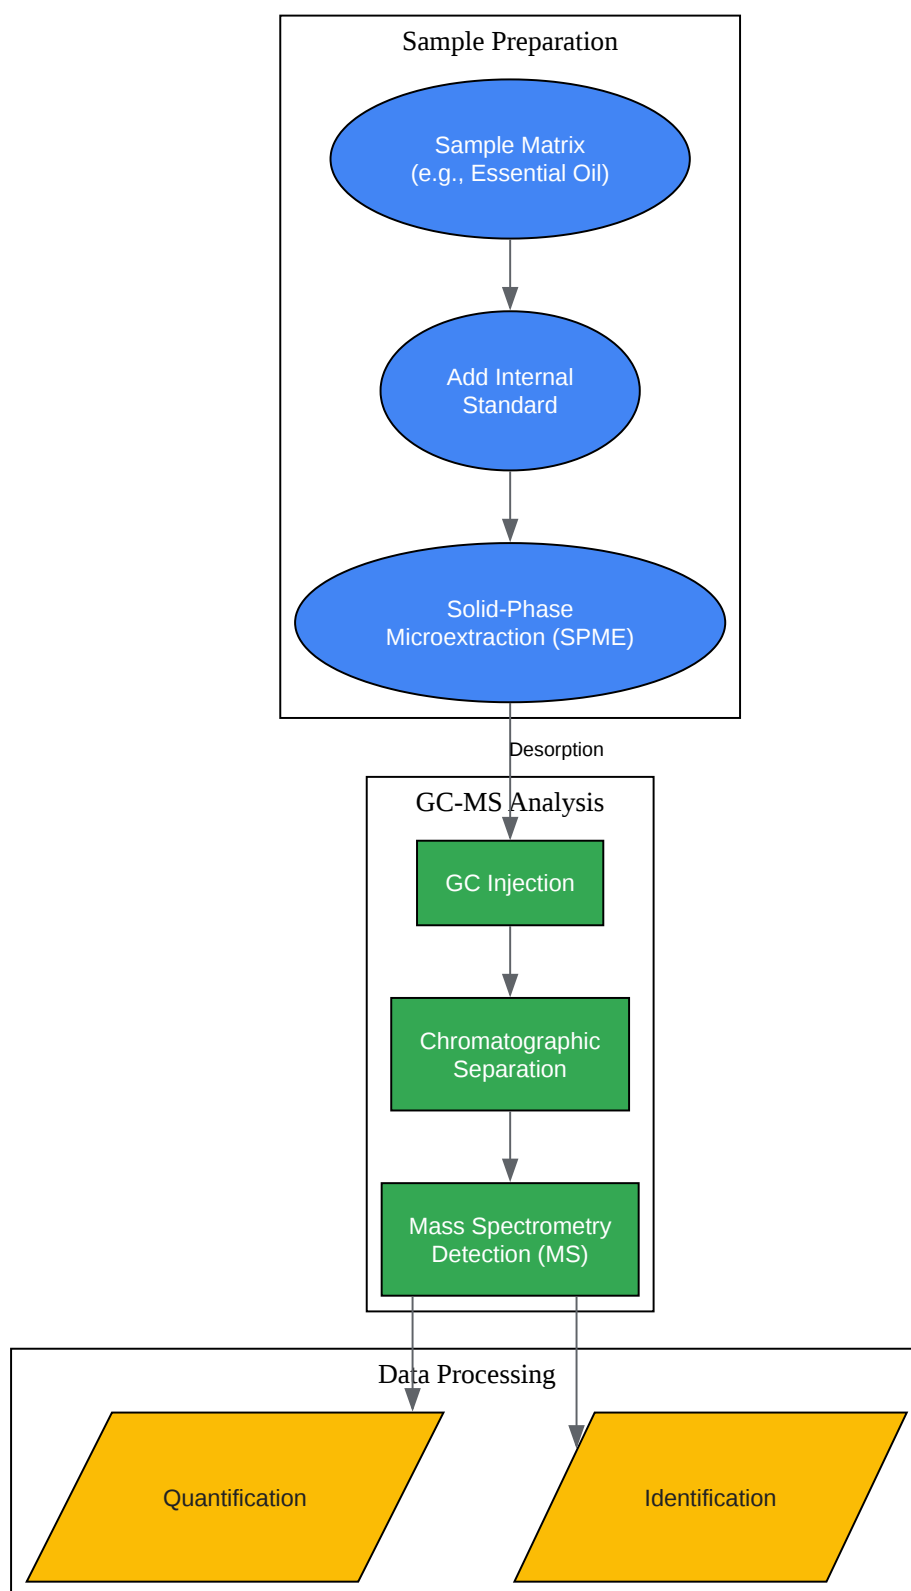 Sample Preparation
Sample Matrix
(e.g., Essential Oil)
Add Internal
Standard
Solid-Phase
Microextraction (SPME)
Desorption
GC-MS Analysis
GC Injection
Chromatographic
Separation
Mass Spectrometry
Detection (MS)
Data Processing
Quantification
Identification